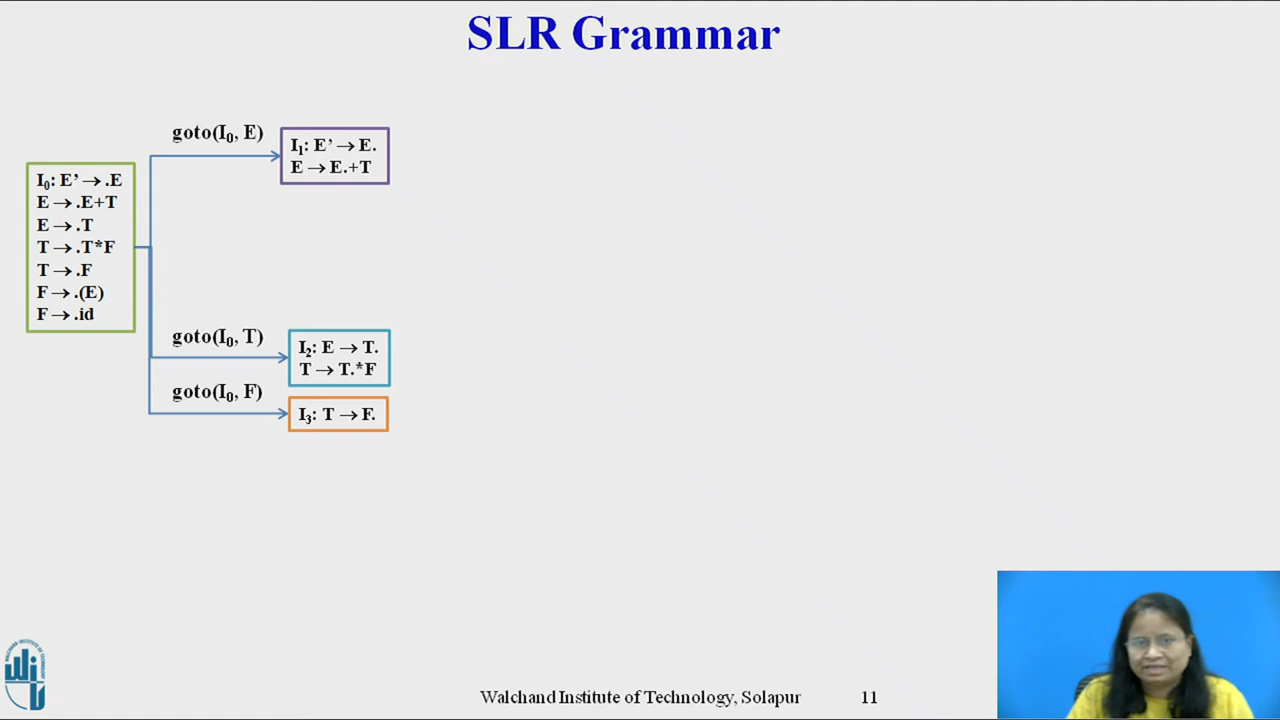 SLR Grammar
goto(I₀, E)
I₁: E’ → E.
E → E.+T
I₀: E’ → .E
E → .E+T
E → .T
T → .T*F
T → .F
F → .(E)
F → .id
goto(I₀, T)
I₂: E → T.
T → T.*F
goto(I₀, F)
I₃: T → F.
Walchand Institute of Technology, Solapur 11